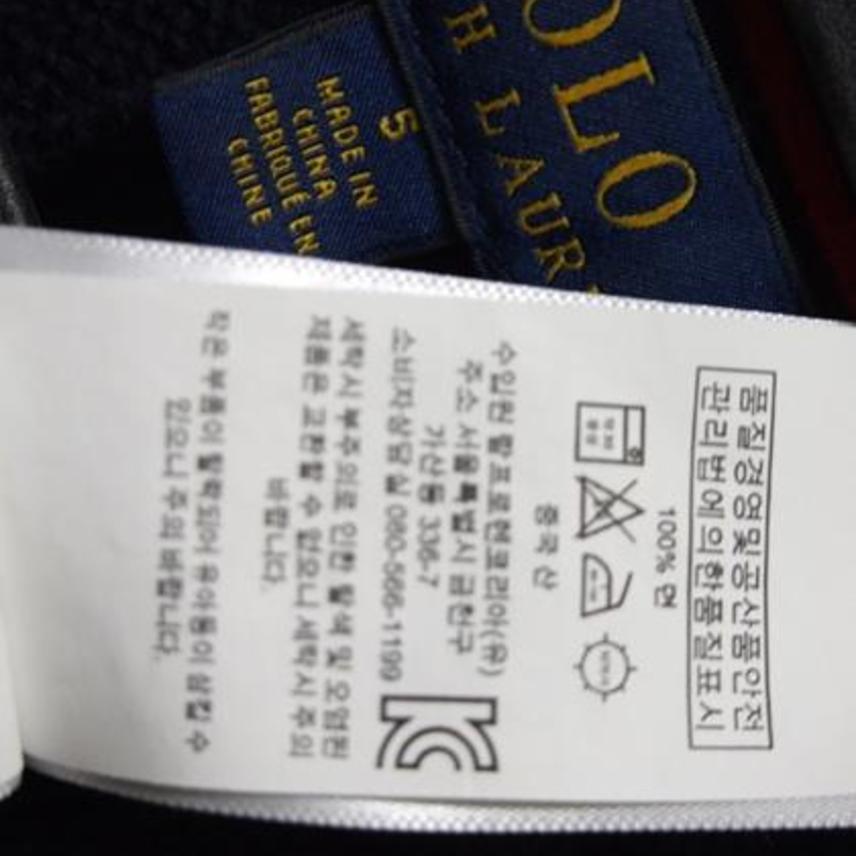 OLO
H LAUR
5
MADE IN
CHINA
FABRIQUÉ EN
CHINE
품질경영및공산품안전
관리법에의한품질표시
100% 면
중국산
수입원 랄프로렌코리아(유)
주소 서울특별시 금천구
가산동 336-7
소비자상담실 080-566-1199
세탁시 부주의로 인한 탈색 및 오염된
제품은 교환할 수 없으니 세탁시 주의
바랍니다.
작은 부품이 탈락되어 유아들이 삼킬 수
있으니 주의 바랍니다.